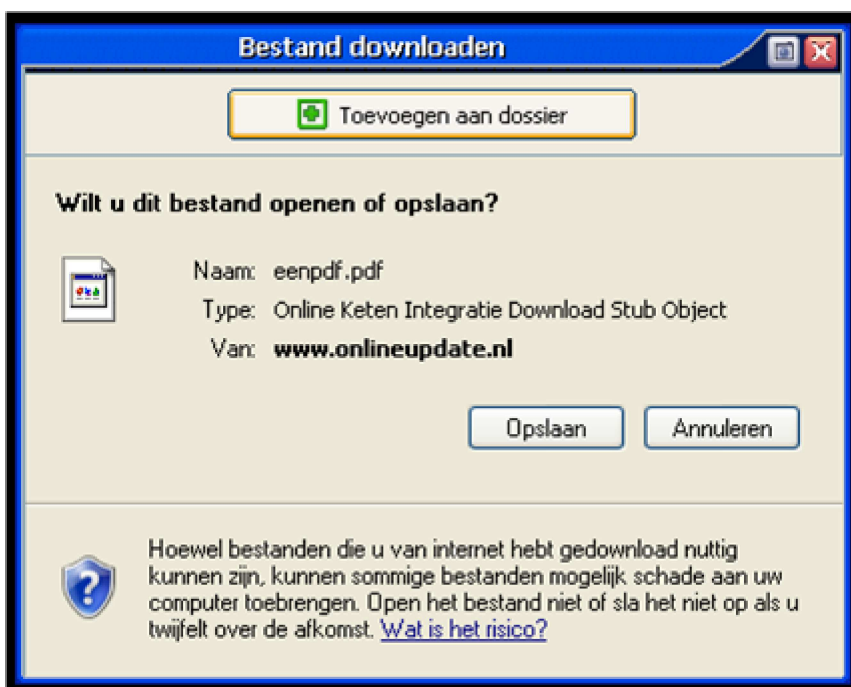 Bestand downloaden
Toevoegen aan dossier
Wilt u dit bestand openen of opslaan?
Naam: eenpdf.pdf
Type: Online Keten Integratie Download Stub Object
Van: www.onlineupdate.nl
Opslaan Annuleren
Hoewel bestanden die u van internet hebt gedownload nuttig
kunnen zijn, kunnen sommige bestanden mogelijk schade aan uw
computer toebrengen. Open het bestand niet of sla het niet op als u
twijfelt over de afkomst. Wat is het risico?